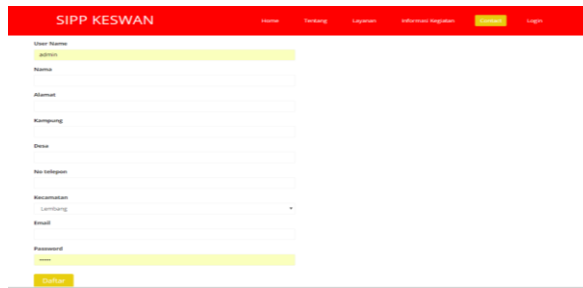 SIPP KESWAN
Home Tentang Layanan Informasi Kegiatan Contact Login
User Name
admin
Name
Alamat
Kampung
Desa
No telepon
Kecamatan
Lembang
Email
Password
Daftar